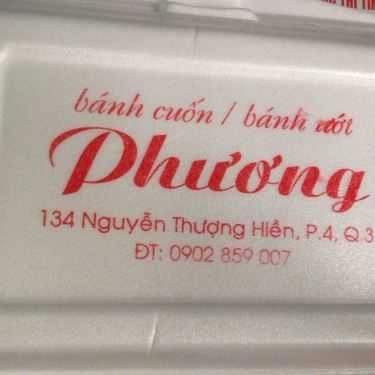 bánh cuốn / bánh ướt
Phương
134 Nguyễn Thượng Hiền, P.4, Q.3
ĐT: 0902 859 007